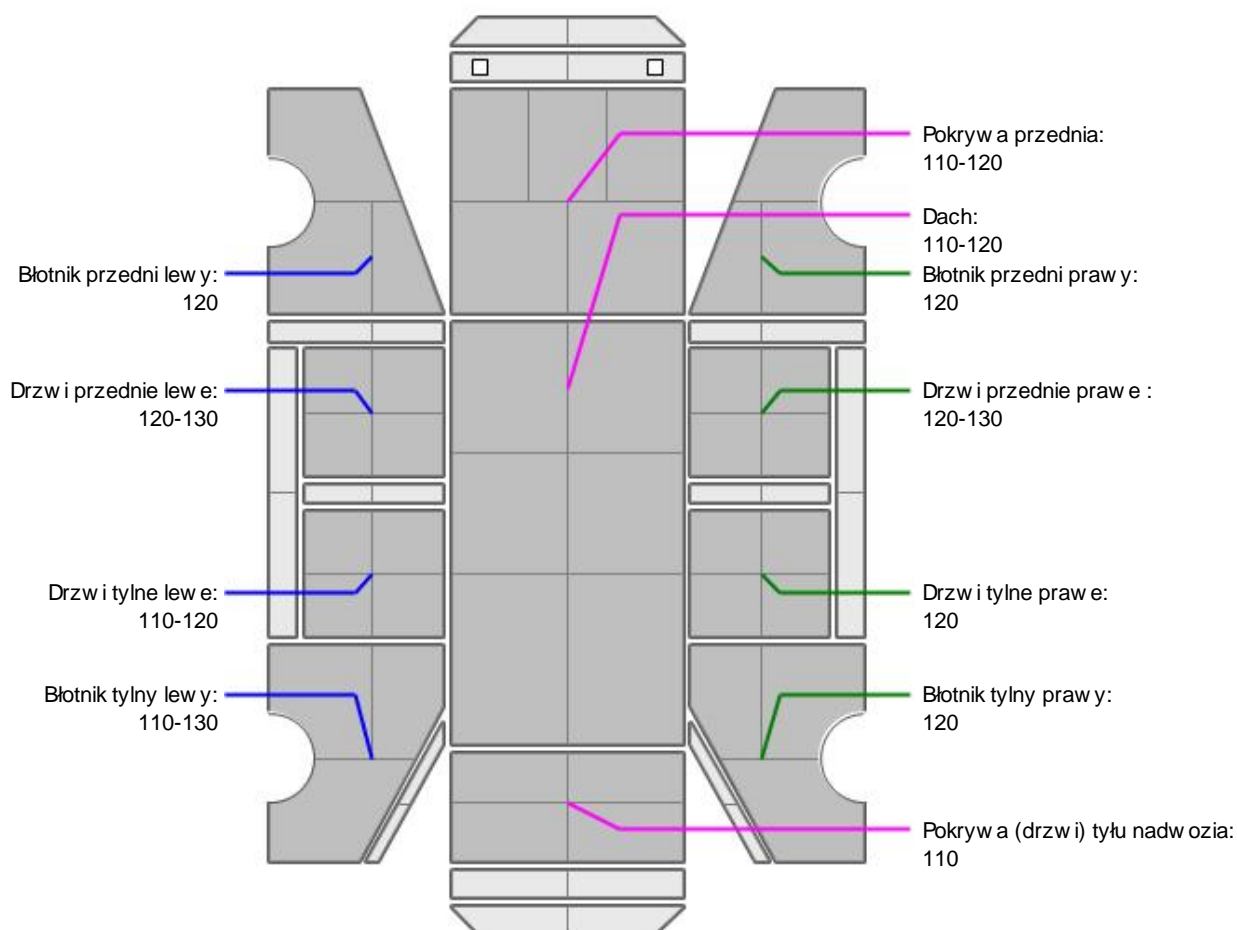 Pokrywa przednia:
110-120
Dach:
110-120
Błotnik przedni lewy:
120
Błotnik przedni prawy:
120
Drzwi przednie lewe:
120-130
Drzwi przednie prawe :
120-130
Drzwi tylne lewe:
110-120
Drzwi tylne prawe:
120
Błotnik tylny lewy:
110-130
Błotnik tylny prawy:
120
Pokrywa (drzwi) tyłu nadwozia:
110